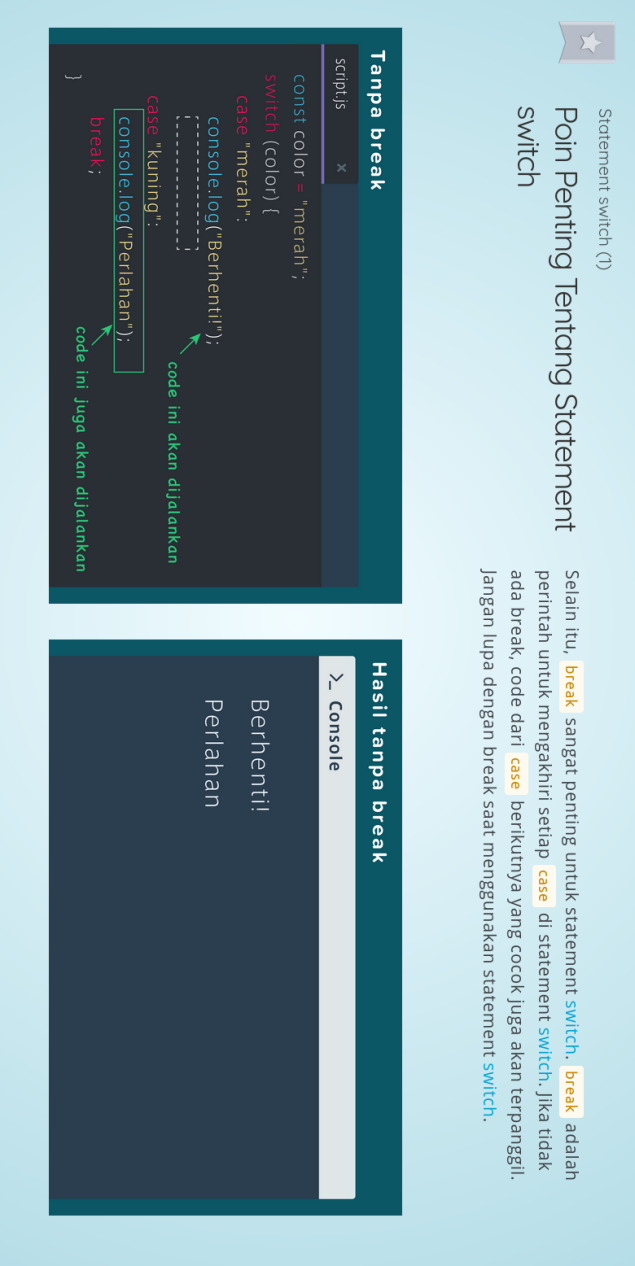 Statement switch (1)
Poin Penting Tentang Statement
switch
Selain itu, break sangat penting untuk statement switch. break adalah
perintah untuk mengakhiri setiap case di statement switch. Jika tidak
ada break, code dari case berikutnya yang cocok juga akan terpanggil.
Jangan lupa dengan break saat menggunakan statement switch.
Tanpa break
script.js x
const color = "merah";
switch (color) {
case "merah":
console.log("Berhenti!");
code ini akan dijalankan
case "kuning":
console.log("Perlahan");
break;
code ini juga akan dijalankan
}
Hasil tanpa break
>_ Console
Berhenti!
Perlahan